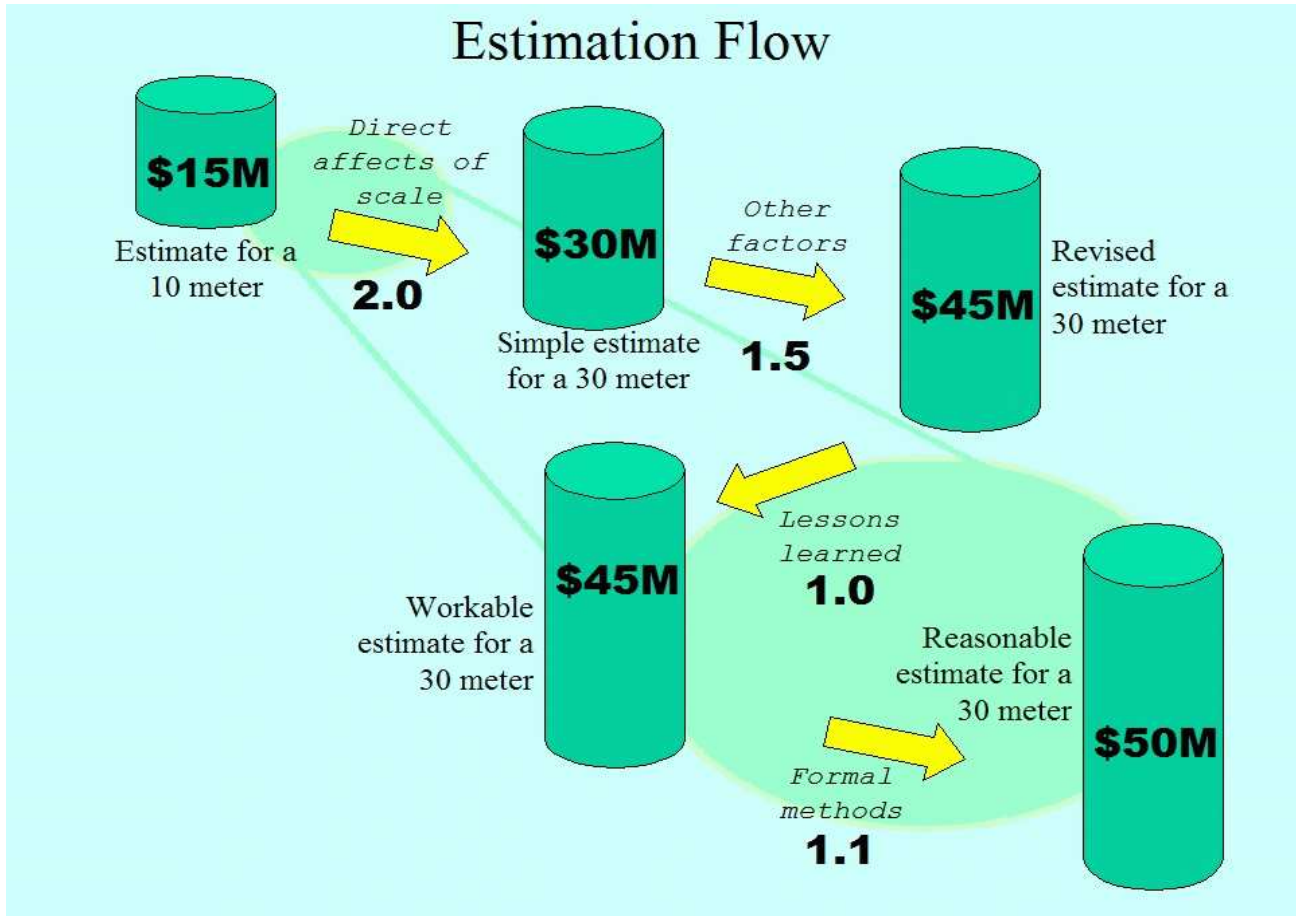 Estimation Flow
$15M
Estimate for a
10 meter
Direct
affects of
scale
2.0
$30M
Simple estimate
for a 30 meter
Other
factors
1.5
$45M
Revised
estimate for a
30 meter
Lessons
learned
1.0
$45M
Workable
estimate for a
30 meter
Formal
methods
1.1
Reasonable
estimate for a
30 meter
$50M